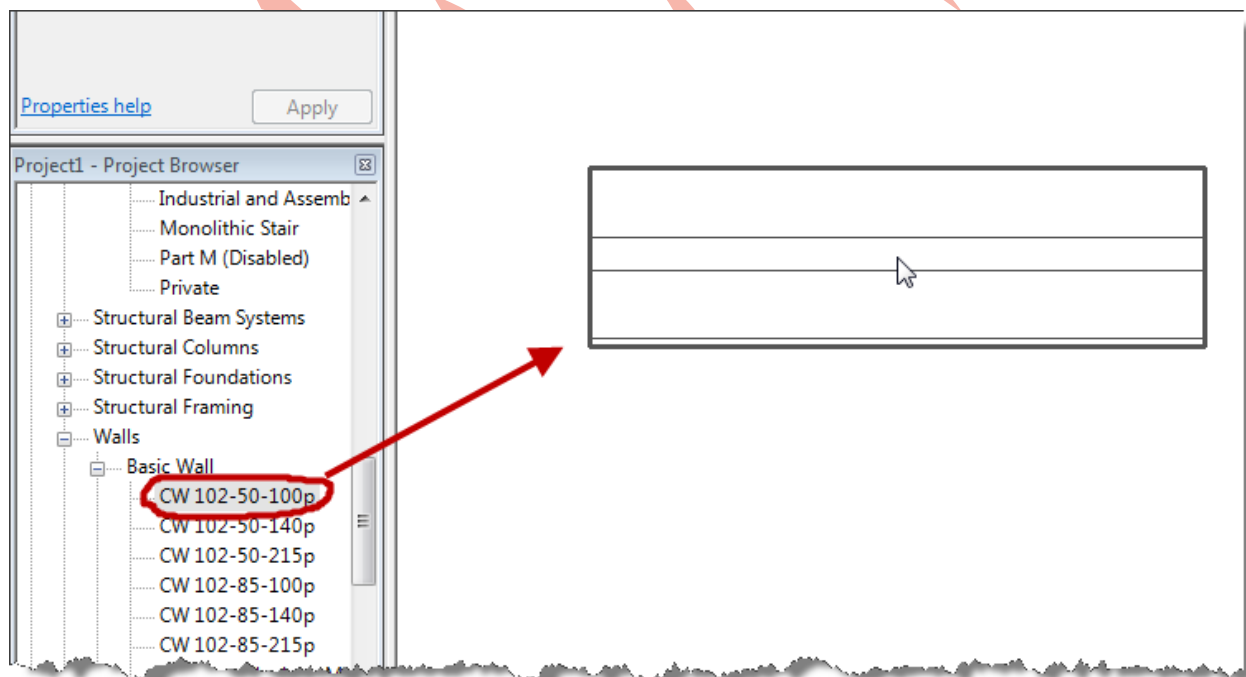 Properties help
Apply
Project1 - Project Browser
Industrial and Assemb
Monolithic Stair
Part M (Disabled)
Private
Structural Beam Systems
Structural Columns
Structural Foundations
Structural Framing
Walls
Basic Wall
CW 102-50-100p
CW 102-50-140p
CW 102-50-215p
CW 102-85-100p
CW 102-85-140p
CW 102-85-215p